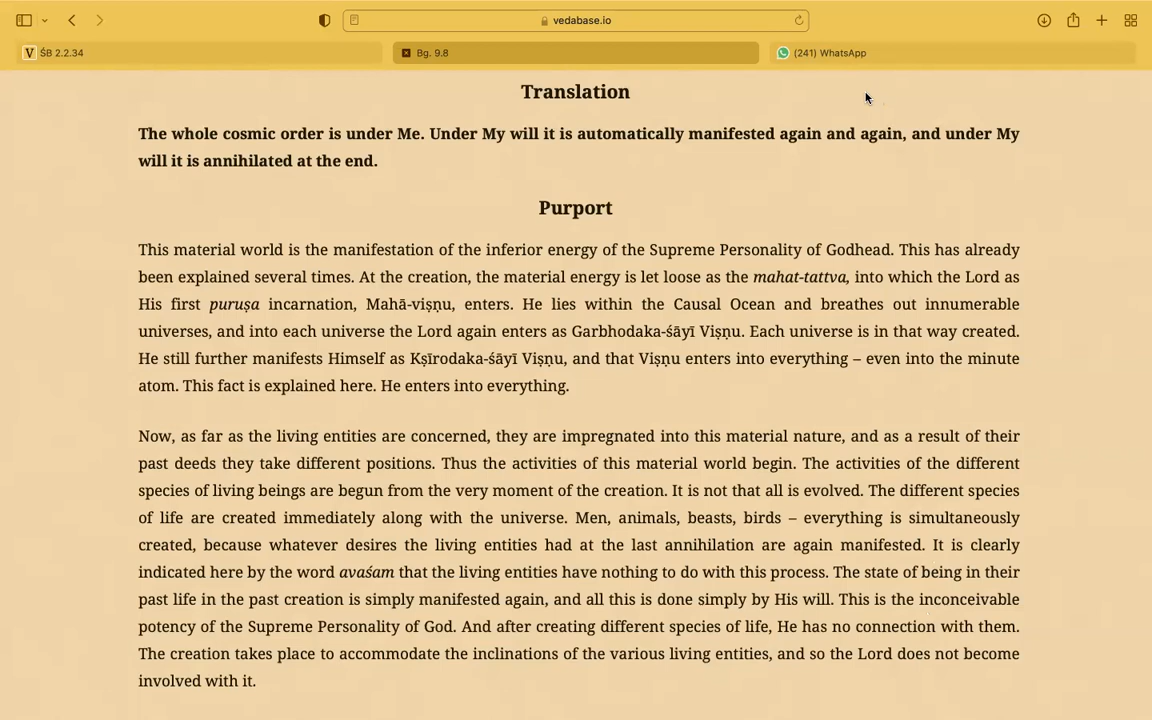 vedabase.io
ŚB 2.2.34
Bg. 9.8
(241) WhatsApp
Translation
The whole cosmic order is under Me. Under My will it is automatically manifested again and again, and under My
will it is annihilated at the end.
Purport
This material world is the manifestation of the inferior energy of the Supreme Personality of Godhead. This has already
been explained several times. At the creation, the material energy is let loose as the mahat-tattva, into which the Lord as
His first puruṣa incarnation, Mahā-viṣṇu, enters. He lies within the Causal Ocean and breathes out innumerable
universes, and into each universe the Lord again enters as Garbhodaka-śāyī Viṣṇu. Each universe is in that way created.
He still further manifests Himself as Kṣīrodaka-śāyī Viṣṇu, and that Viṣṇu enters into everything – even into the minute
atom. This fact is explained here. He enters into everything.
Now, as far as the living entities are concerned, they are impregnated into this material nature, and as a result of their
past deeds they take different positions. Thus the activities of this material world begin. The activities of the different
species of living beings are begun from the very moment of the creation. It is not that all is evolved. The different species
of life are created immediately along with the universe. Men, animals, beasts, birds – everything is simultaneously
created, because whatever desires the living entities had at the last annihilation are again manifested. It is clearly
indicated here by the word avaśam that the living entities have nothing to do with this process. The state of being in their
past life in the past creation is simply manifested again, and all this is done simply by His will. This is the inconceivable
potency of the Supreme Personality of God. And after creating different species of life, He has no connection with them.
The creation takes place to accommodate the inclinations of the various living entities, and so the Lord does not become
involved with it.